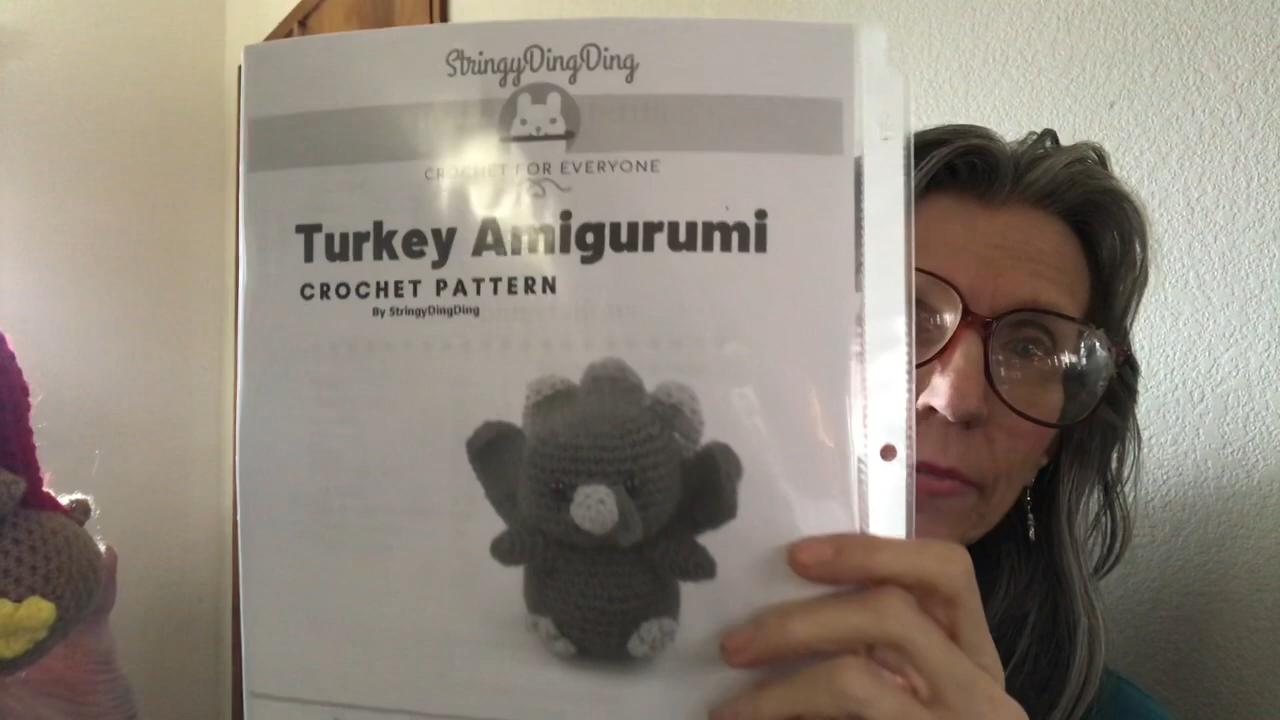 StringyDingDing
CROCHET FOR EVERYONE
Turkey Amigurumi
CROCHET PATTERN
By StringyDingDing